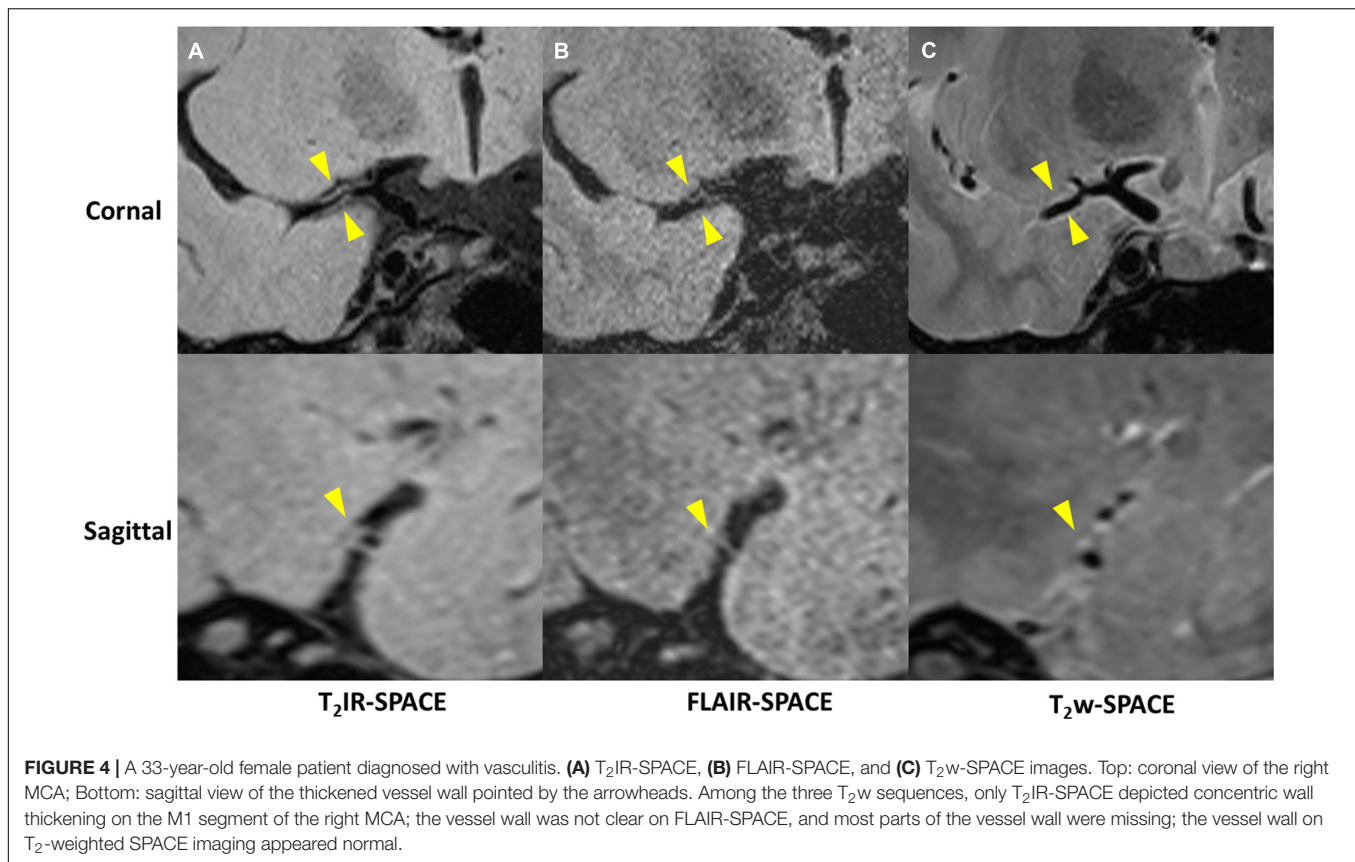 A
B
C
Cornal
Sagittal
T₂IR-SPACE
FLAIR-SPACE
T₂w-SPACE
FIGURE 4 | A 33-year-old female patient diagnosed with vasculitis. (A) T₂IR-SPACE, (B) FLAIR-SPACE, and (C) T₂w-SPACE images. Top: coronal view of the right
MCA; Bottom: sagittal view of the thickened vessel wall pointed by the arrowheads. Among the three T₂w sequences, only T₂IR-SPACE depicted concentric wall
thickening on the M1 segment of the right MCA; the vessel wall was not clear on FLAIR-SPACE, and most parts of the vessel wall were missing; the vessel wall on
T₂-weighted SPACE imaging appeared normal.